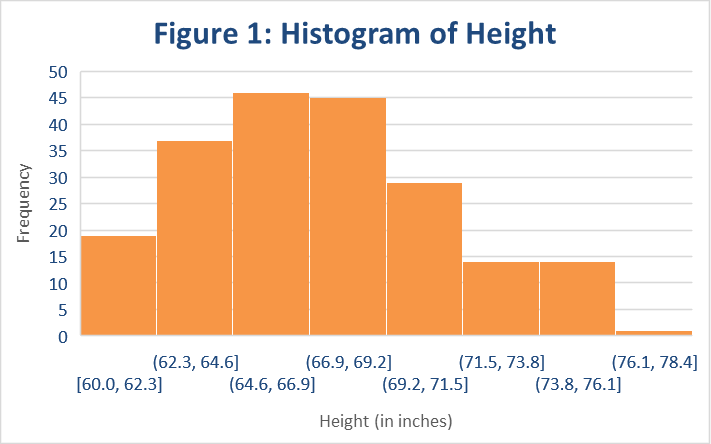 Figure 1: Histogram of Height
50
45
40
35
30
25
20
15
10
5
0
Frequency
(62.3, 64.6] (66.9, 69.2] (71.5, 73.8] (76.1, 78.4]
[60.0, 62.3] (64.6, 66.9] (69.2, 71.5] (73.8, 76.1]
Height (in inches)